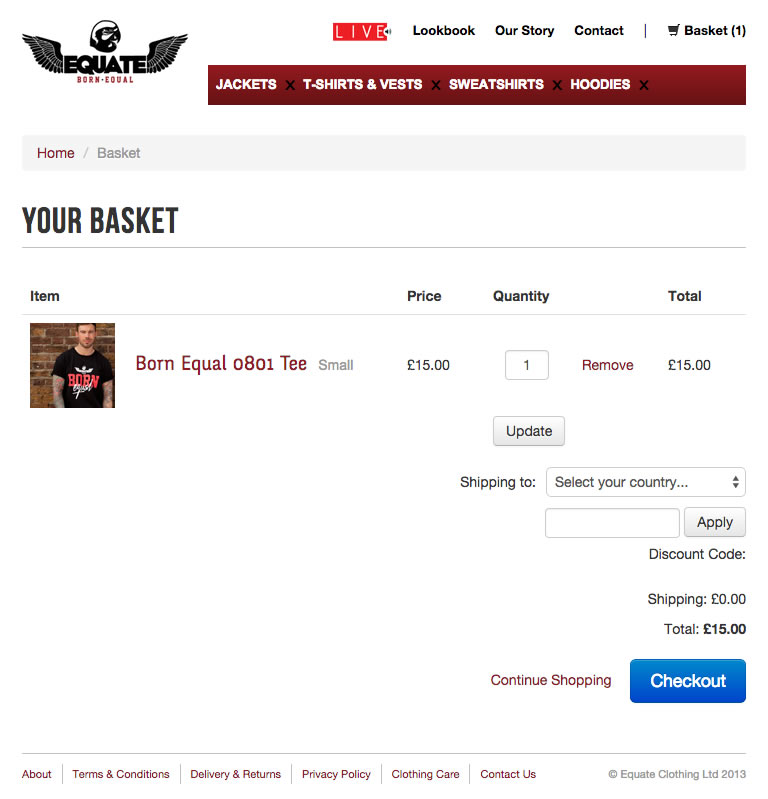 LIVE Lookbook Our Story Contact | Basket (1)
EQUATE
BORN·EQUAL
JACKETS X T-SHIRTS & VESTS X SWEATSHIRTS X HOODIES X
Home / Basket
YOUR BASKET
Item Price Quantity Total
Born Equal 0801 Tee Small £15.00 1 Remove £15.00
BORN
equal
Update
Shipping to: Select your country...
Apply
Discount Code:
Shipping: £0.00
Total: £15.00
Continue Shopping Checkout
About Terms & Conditions Delivery & Returns Privacy Policy Clothing Care Contact Us © Equate Clothing Ltd 2013